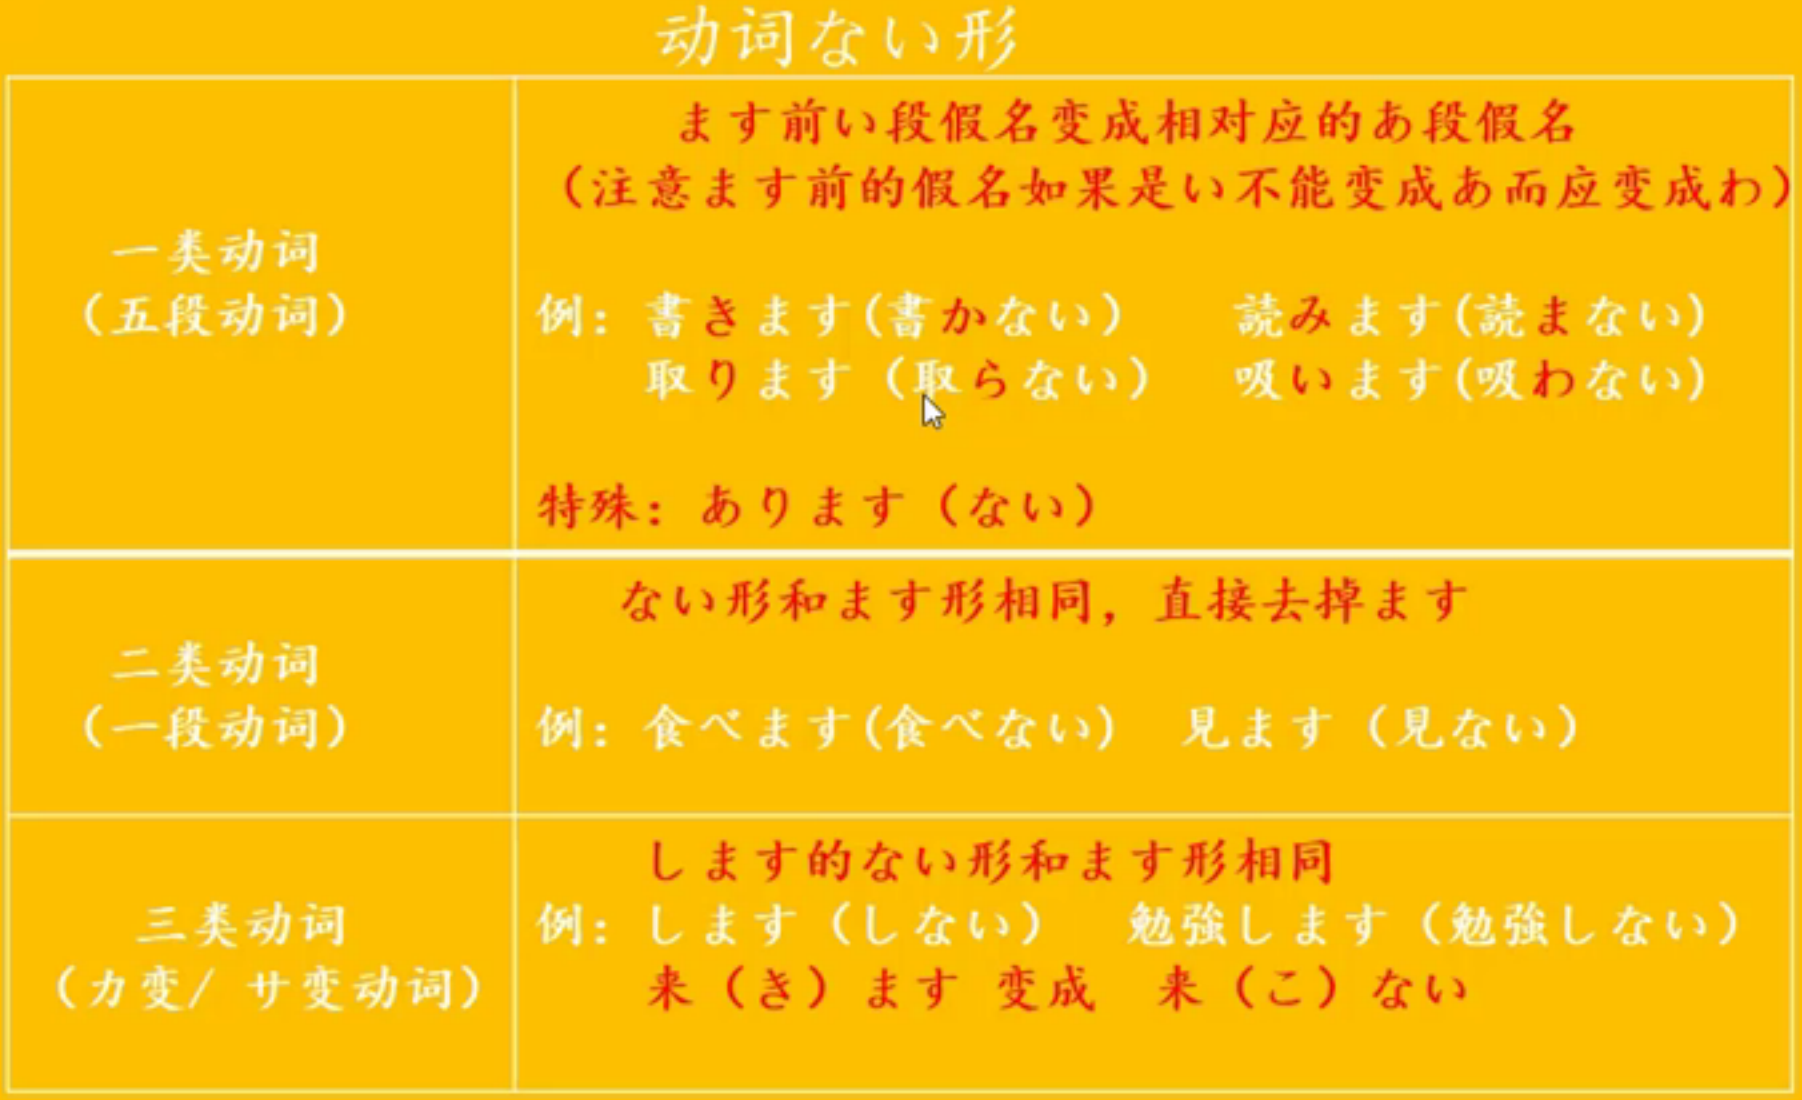 动词ない形
ます前い段假名变成相对应的あ段假名
（注意ます前的假名如果是い不能变成あ而应变成わ）
一类动词
（五段动词）
例：書きます(書かない） 読みます(読まない)
取ります（取らない） 吸います(吸わない)
特殊：あります（ない）
ない形和ます形相同，直接去掉ます
二类动词
（一段动词）
例：食べます(食べない) 見ます（見ない）
します的ない形和ます形相同
三类动词
（カ变/ サ变动词）
例：します（しない） 勉強します（勉強しない）
来（き）ます 变成 来（こ）ない